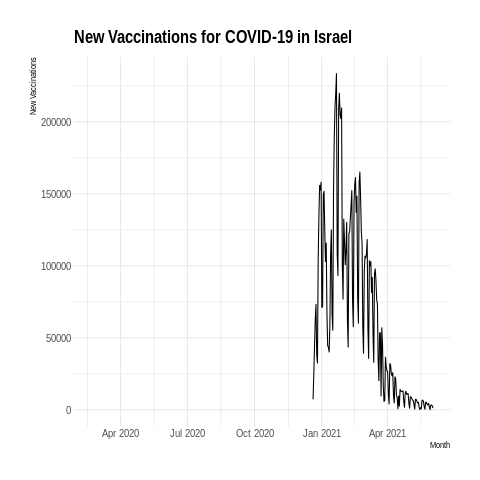 New Vaccinations for COVID-19 in Israel
New Vaccinations
200000
150000
100000
50000
0
Apr 2020 Jul 2020 Oct 2020 Jan 2021 Apr 2021
Month